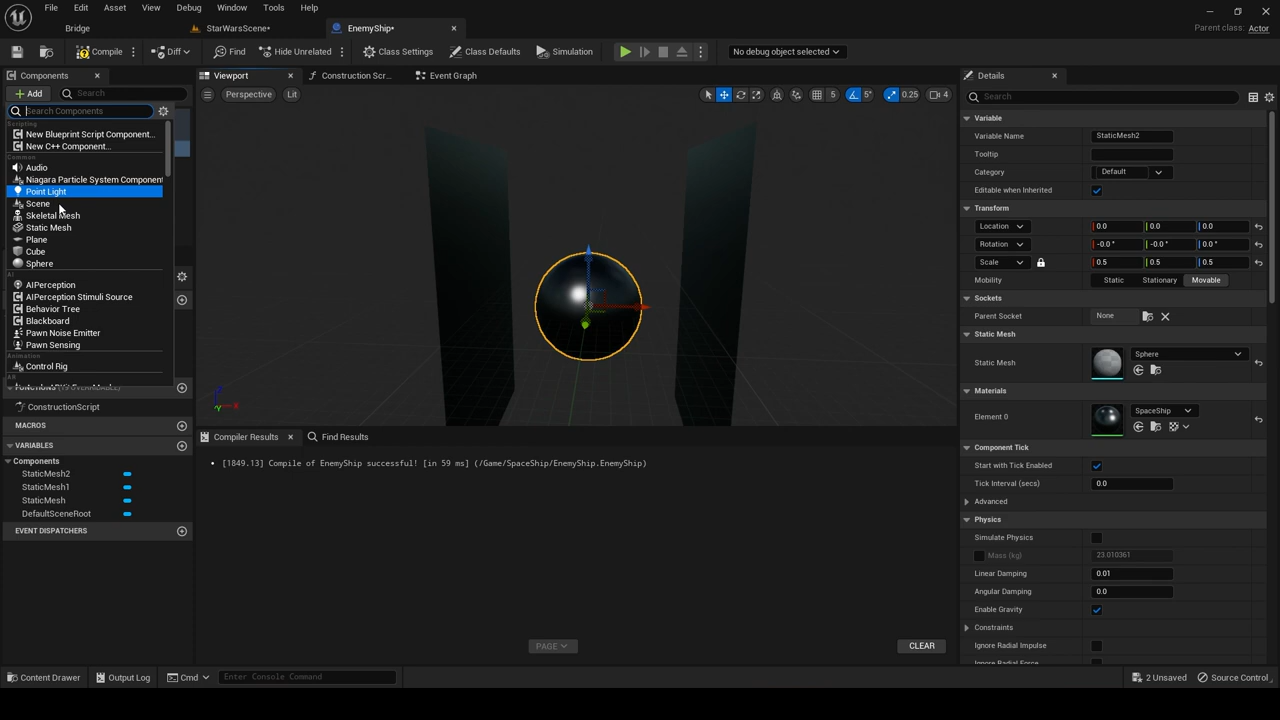 File Edit Asset View Debug Window Tools Help
Bridge StarWarsScene• EnemyShip•
Parent class: Actor
Compile Diff Find Hide Unrelated Class Settings Class Defaults Simulation No debug object selected
Components Viewport Construction Scr... Event Graph Details
Add Search Perspective Lit 5 5° 0.25 4 Search
Search Components
Scripting
New Blueprint Script Component...
New C++ Component...
Common
Audio
Niagara Particle System Component
Point Light
Scene
Skeletal Mesh
Static Mesh
Plane
Cube
Sphere
AI
AIPerception
AIPerception Stimuli Source
Behavior Tree
Blackboard
Pawn Noise Emitter
Pawn Sensing
Animation
Control Rig
ConstructionScript
MACROS
VARIABLES
Components
StaticMesh2
StaticMesh1
StaticMesh
DefaultSceneRoot
EVENT DISPATCHERS
Compiler Results Find Results
[1849.13] Compile of EnemyShip successful! [in 59 ms] (/Game/SpaceShip/EnemyShip.EnemyShip)
PAGE CLEAR
Variable
Variable Name StaticMesh2
Tooltip
Category Default
Editable when Inherited
Transform
Location 0.0 0.0 0.0
Rotation -0.0 ° -0.0 ° 0.0 °
Scale 0.5 0.5 0.5
Mobility Static Stationary Movable
Sockets
Parent Socket None
Static Mesh
Static Mesh Sphere
Materials
Element 0 SpaceShip
Component Tick
Start with Tick Enabled
Tick Interval (secs) 0.0
Advanced
Physics
Simulate Physics
Mass (kg) 23.010361
Linear Damping 0.01
Angular Damping 0.0
Enable Gravity
Constraints
Ignore Radial Impulse
Ignore Radial Force
Content Drawer Output Log Cmd Enter Console Command 2 Unsaved Source Control